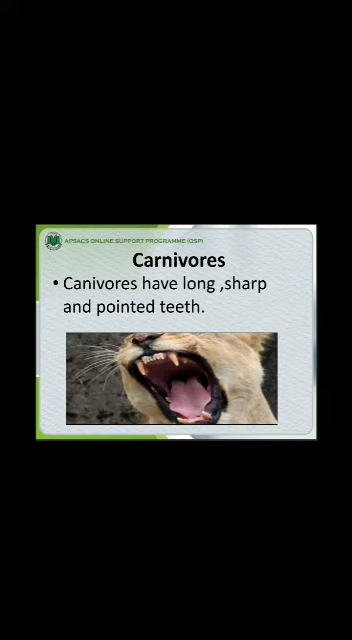 APSACS ONLINE SUPPORT PROGRAMME (OSP)
Carnivores
• Canivores have long ,sharp
and pointed teeth.